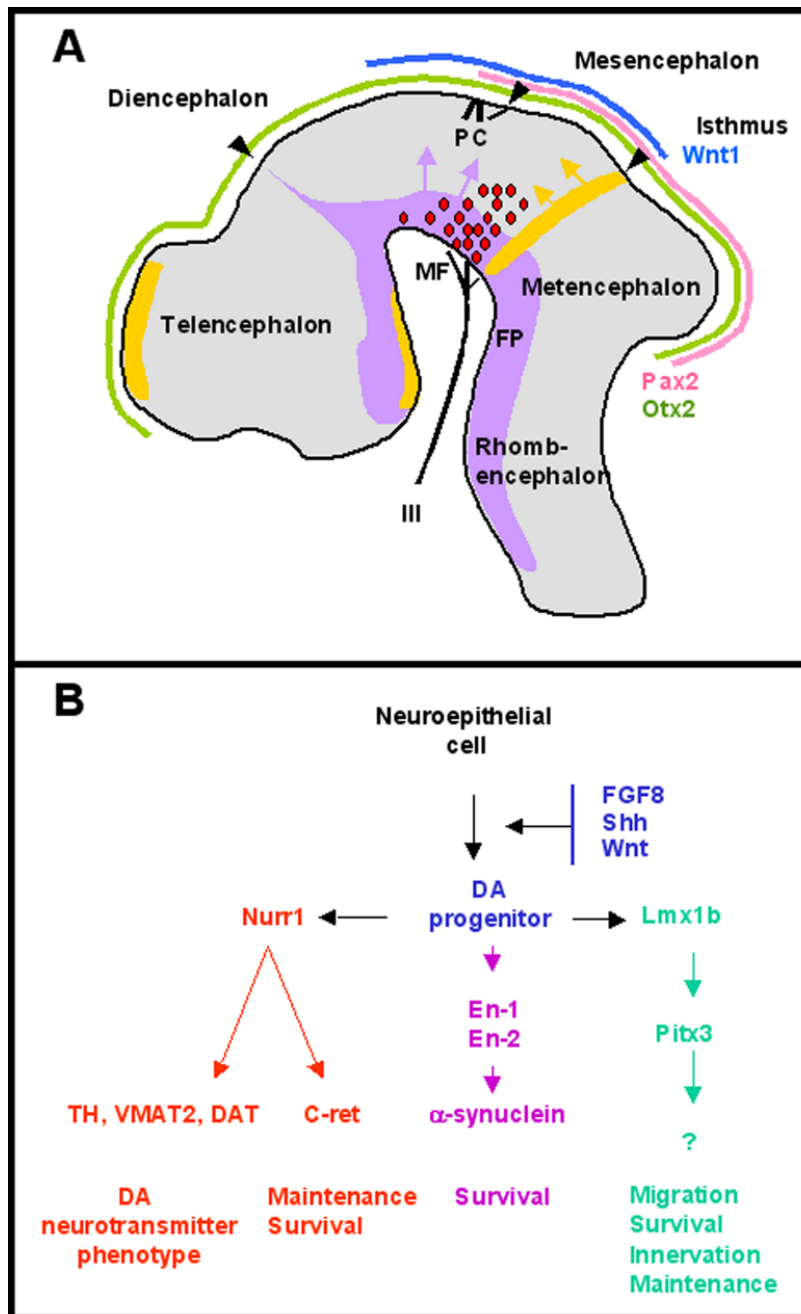 A
Mesencephalon
Diencephalon
Isthmus
PC
Wnt1
MF
Metencephalon
Telencephalon
FP
Pax2
Otx2
Rhomb-
encephalon
III
B
Neuroepithelial
cell
FGF8
Shh
Wnt
DA
progenitor
Nurr1
Lmx1b
En-1
En-2
Pitx3
TH, VMAT2, DAT
C-ret
α-synuclein
?
DA
neurotransmitter
phenotype
Maintenance
Survival
Survival
Migration
Survival
Innervation
Maintenance